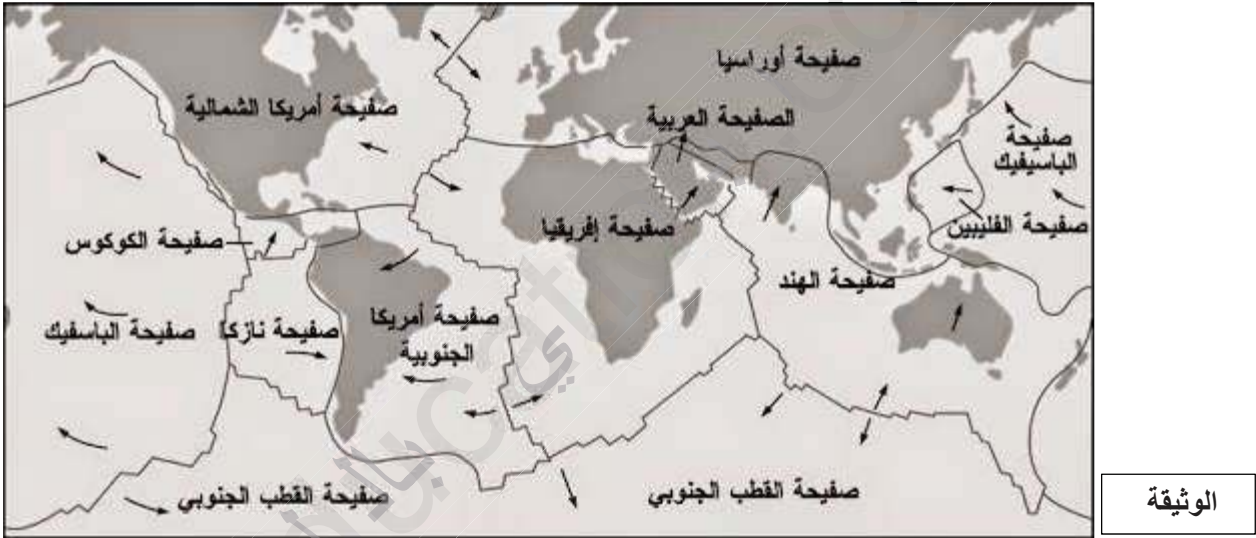 صفيحة أوراسيا
صفيحة أمريكا الشمالية
الصفيحة العربية
صفيحة
الباسيفيك
صفيحة الفليبين
صفيحة الكوكوس
صفيحة إفريقيا
صفيحة الهند
صفيحة الباسفيك
صفيحة نازكا
صفيحة أمريكا
الجنوبية
صفيحة القطب الجنوبي
صفيحة القطب الجنوبي
الوثيقة